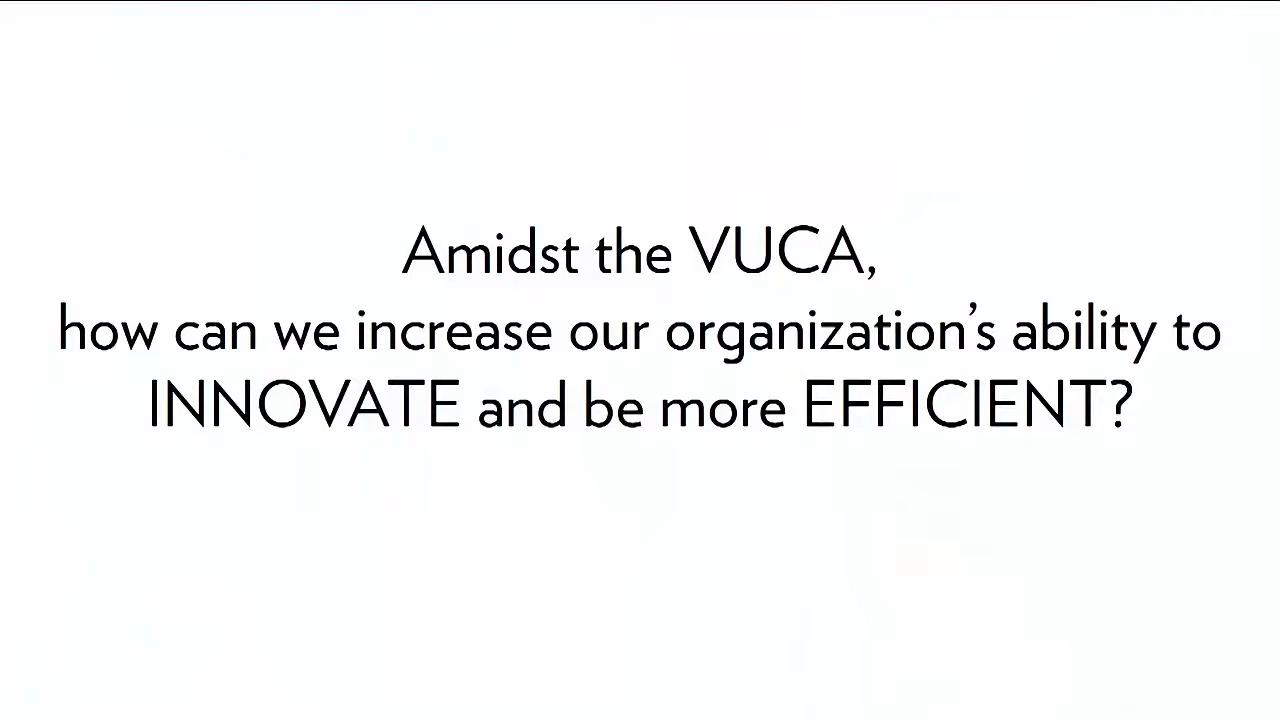 Amidst the VUCA,
how can we increase our organization’s ability to
INNOVATE and be more EFFICIENT?